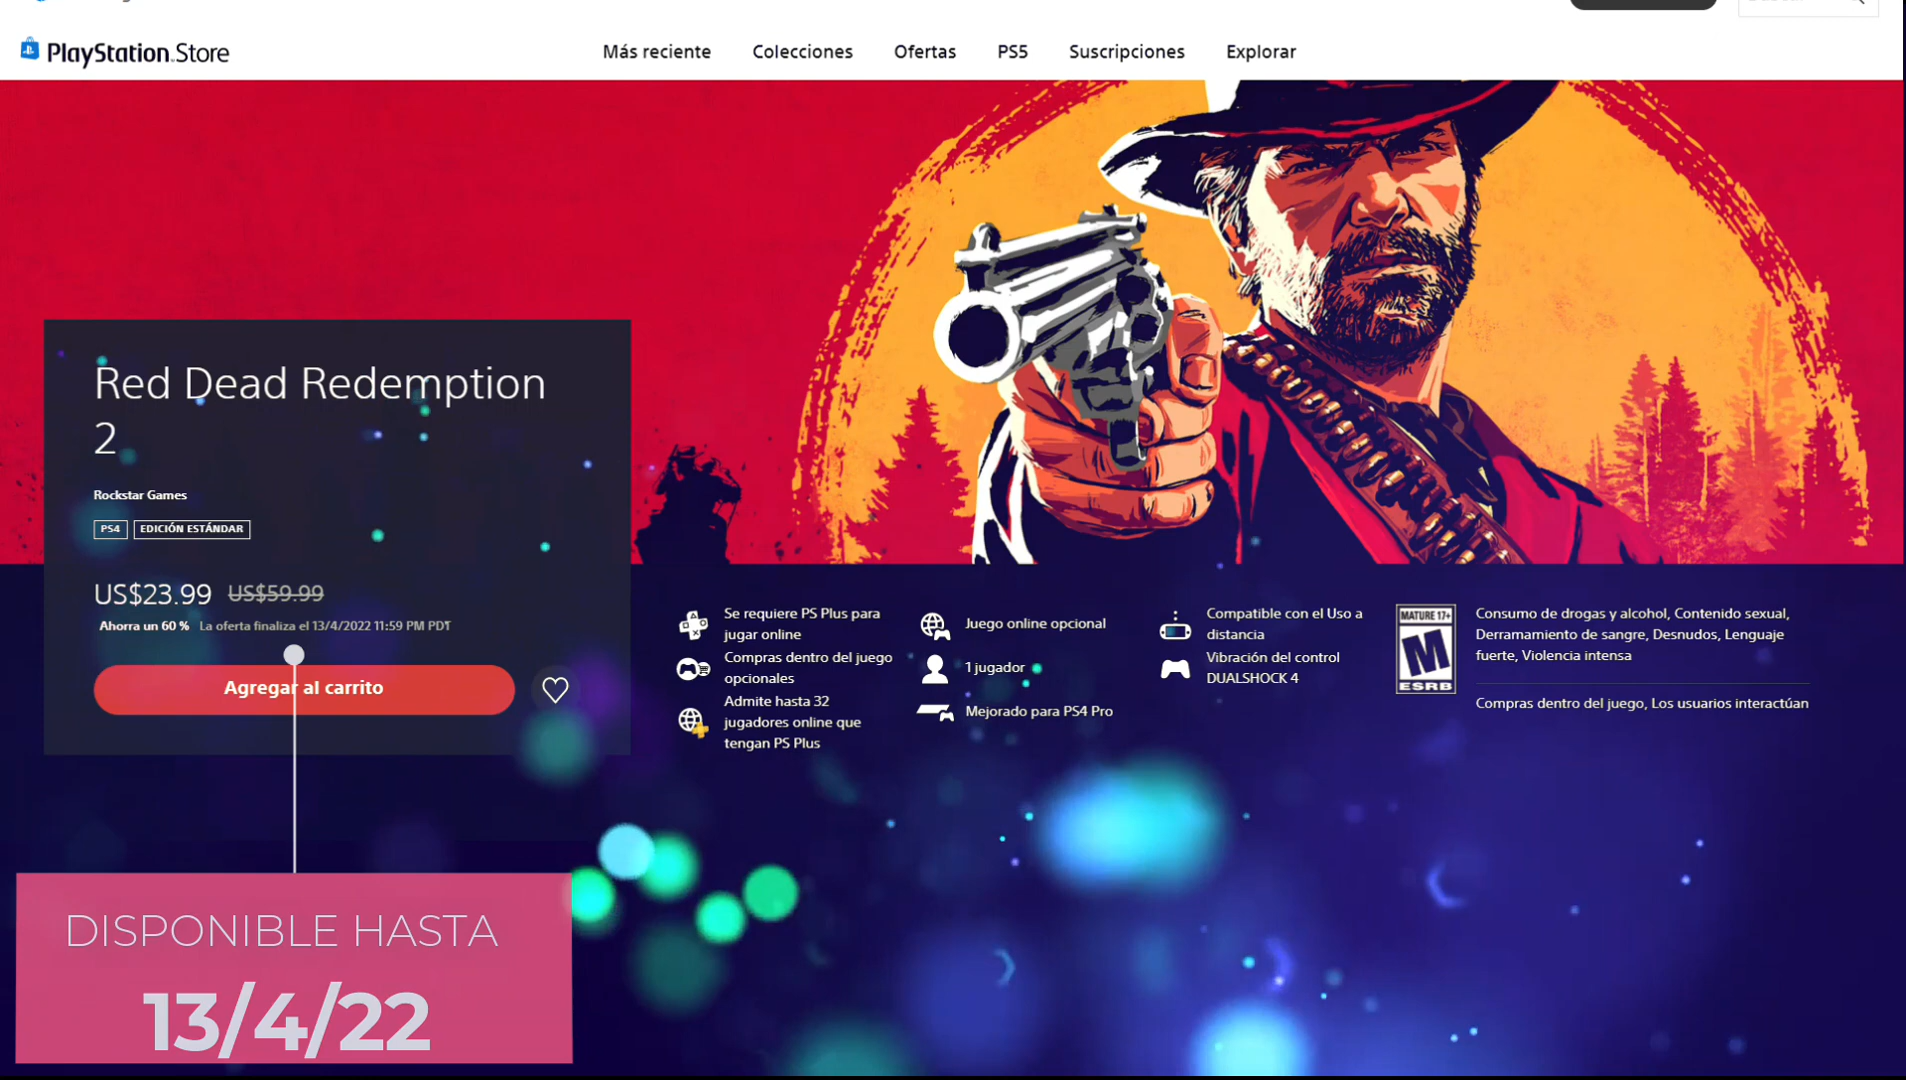 PlayStation Store
Más reciente
Colecciones
Ofertas
PS5
Suscripciones
Explorar
Red Dead Redemption
2
Rockstar Games
PS4
EDICIÓN ESTÁNDAR
US$23.99 US$59.99
Ahorra un 60 % La oferta finaliza el 13/4/2022 11:59 PM PDT
Agregar al carrito
Se requiere PS Plus para
jugar online
Compras dentro del juego
opcionales
Admite hasta 32
jugadores online que
tengan PS Plus
Juego online opcional
1 jugador
Mejorado para PS4 Pro
Compatible con el Uso a
distancia
Vibración del control
DUALSHOCK 4
MATURE 17+
M
ESRB
Consumo de drogas y alcohol, Contenido sexual,
Derramamiento de sangre, Desnudos, Lenguaje
fuerte, Violencia intensa
Compras dentro del juego, Los usuarios interactúan
DISPONIBLE HASTA
13/4/22